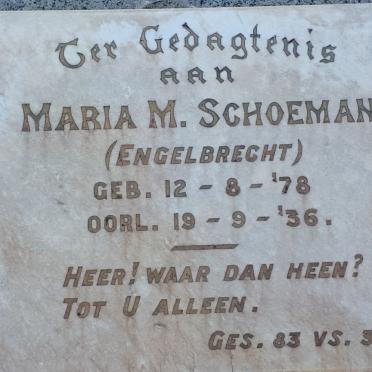 Ter Gedagtenis
aan
MARIA M. SCHOEMAN
(ENGELBRECHT)
GEB. 12 - 8 - '78
OORL. 19 - 9 - '36.
HEER! WAAR DAN HEEN?
TOT U ALLEEN.
GES. 83 VS. 3